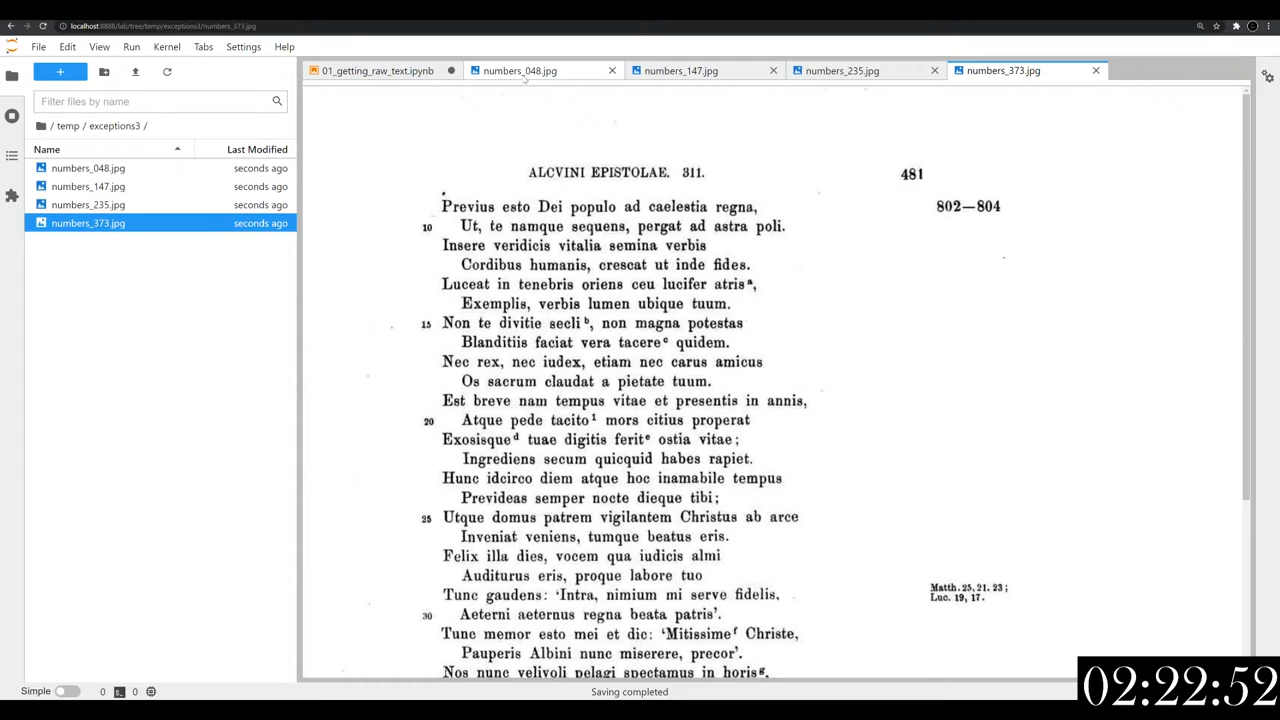 localhost:8888/lab/tree/temp/exceptions3/numbers_373.jpg
File Edit View Run Kernel Tabs Settings Help
+
01_getting_raw_text.ipynb
numbers_048.jpg
numbers_147.jpg
numbers_235.jpg
numbers_373.jpg
Filter files by name
/ temp / exceptions3 /
Name Last Modified
numbers_048.jpg seconds ago
numbers_147.jpg seconds ago
numbers_235.jpg seconds ago
numbers_373.jpg seconds ago
ALCVINI EPISTOLAE. 311. 481
Previus esto Dei populo ad caelestia regna, 802—804
10 Ut, te namque sequens, pergat ad astra poli.
Insere veridicis vitalia semina verbis
Cordibus humanis, crescat ut inde fides.
Luceat in tenebris oriens ceu lucifer atris a,
Exemplis, verbis lumen ubique tuum.
15 Non te divitie secli b, non magna potestas
Blanditiis faciat vera tacere c quidem.
Nec rex, nec iudex, etiam nec carus amicus
Os sacrum claudat a pietate tuum.
Est breve nam tempus vitae et presentis in annis,
20 Atque pede tacito 1 mors citius properat
Exosisque d tuae digitis ferit e ostia vitae;
Ingrediens secum quicquid habes rapiet.
Hunc idcirco diem atque hoc inamabile tempus
Prevideas semper nocte dieque tibi;
25 Utque domus patrem vigilantem Christus ab arce
Inveniat veniens, tumque beatus eris.
Felix illa dies, vocem qua iudicis almi
Auditurus eris, proque labore tuo
Tunc gaudens: 'Intra, nimium mi serve fidelis,
30 Aeterni aeternus regna beata patris'.
Tunc memor esto mei et dic: 'Mitissime f Christe,
Pauperis Albini nunc miserere, precor'.
Nos nunc velivoli pelagi spectamus in horis g,
Matth. 25, 21. 23;
Luc. 19, 17.
Simple 0 0 Saving completed
02:22:52